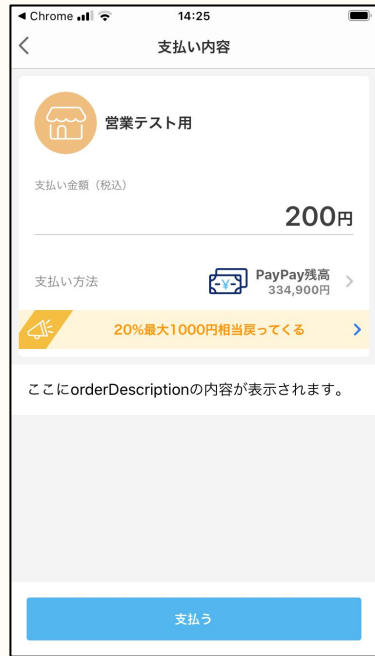 ◀ Chrome 14:25
支払い内容
営業テスト用
支払い金額（税込）
200円
支払い方法
PayPay残高
334,900円
20%最大1000円相当戻ってくる
ここにorderDescriptionの内容が表示されます。
支払う